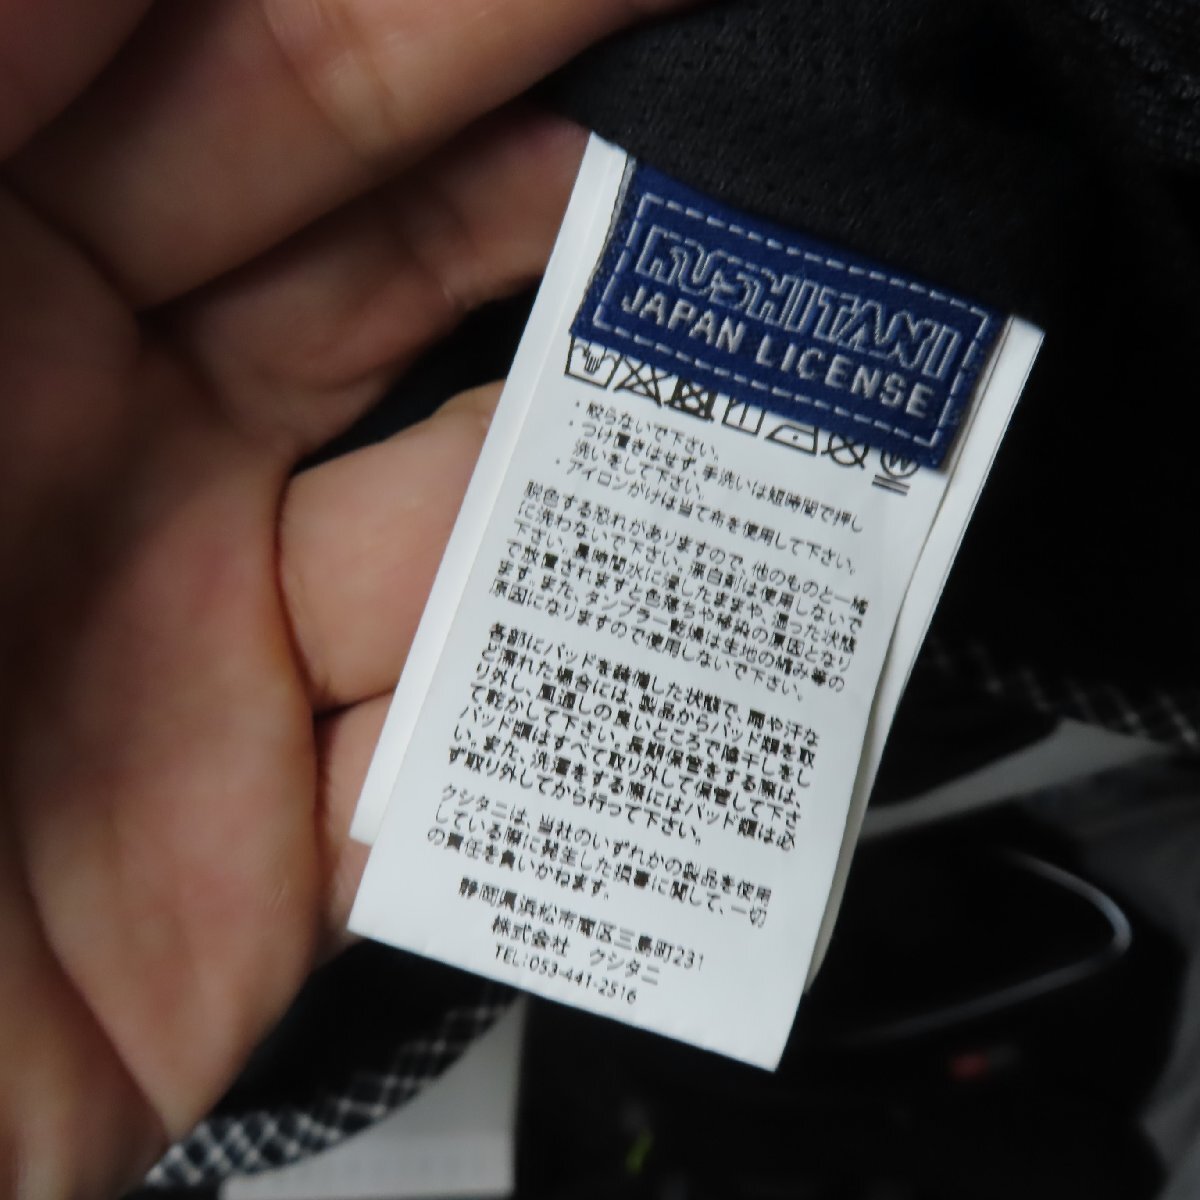 KUSHITANI
JAPAN LICENSE
W
・絞らないで下さい。
・つけ置きはせず、手洗いは短時間で押し
洗いをして下さい。
・アイロンがけは当て布を使用して下さい。
脱色する恐れがありますので、他のものと一緒
に洗わないで下さい。漂白剤は使用しないで
下さい。長時間水に浸したままや、湿った状態
で放置されますと色落ちや移染の原因となり
ます。また、タンブラー乾燥は生地の縮み等の
原因になりますので使用しないで下さい。
各部にパッドを装備した状態で、雨や汗な
ど濡れた場合には、製品からパッド類を取
り外し、風通しの良いところで陰干しをし
て乾かして下さい。長期保管をする際は、
パッド類はすべて取り外して保管して下さ
い。また、洗濯をする際にはパッド類は必
ず取り外してから行って下さい。
クシタニは、当社のいずれかの製品を使用
している際に発生した損害に関して、一切
の責任を負いかねます。
静岡県浜松市南区三島町231
株式会社 クシタニ
TEL:053-441-2516